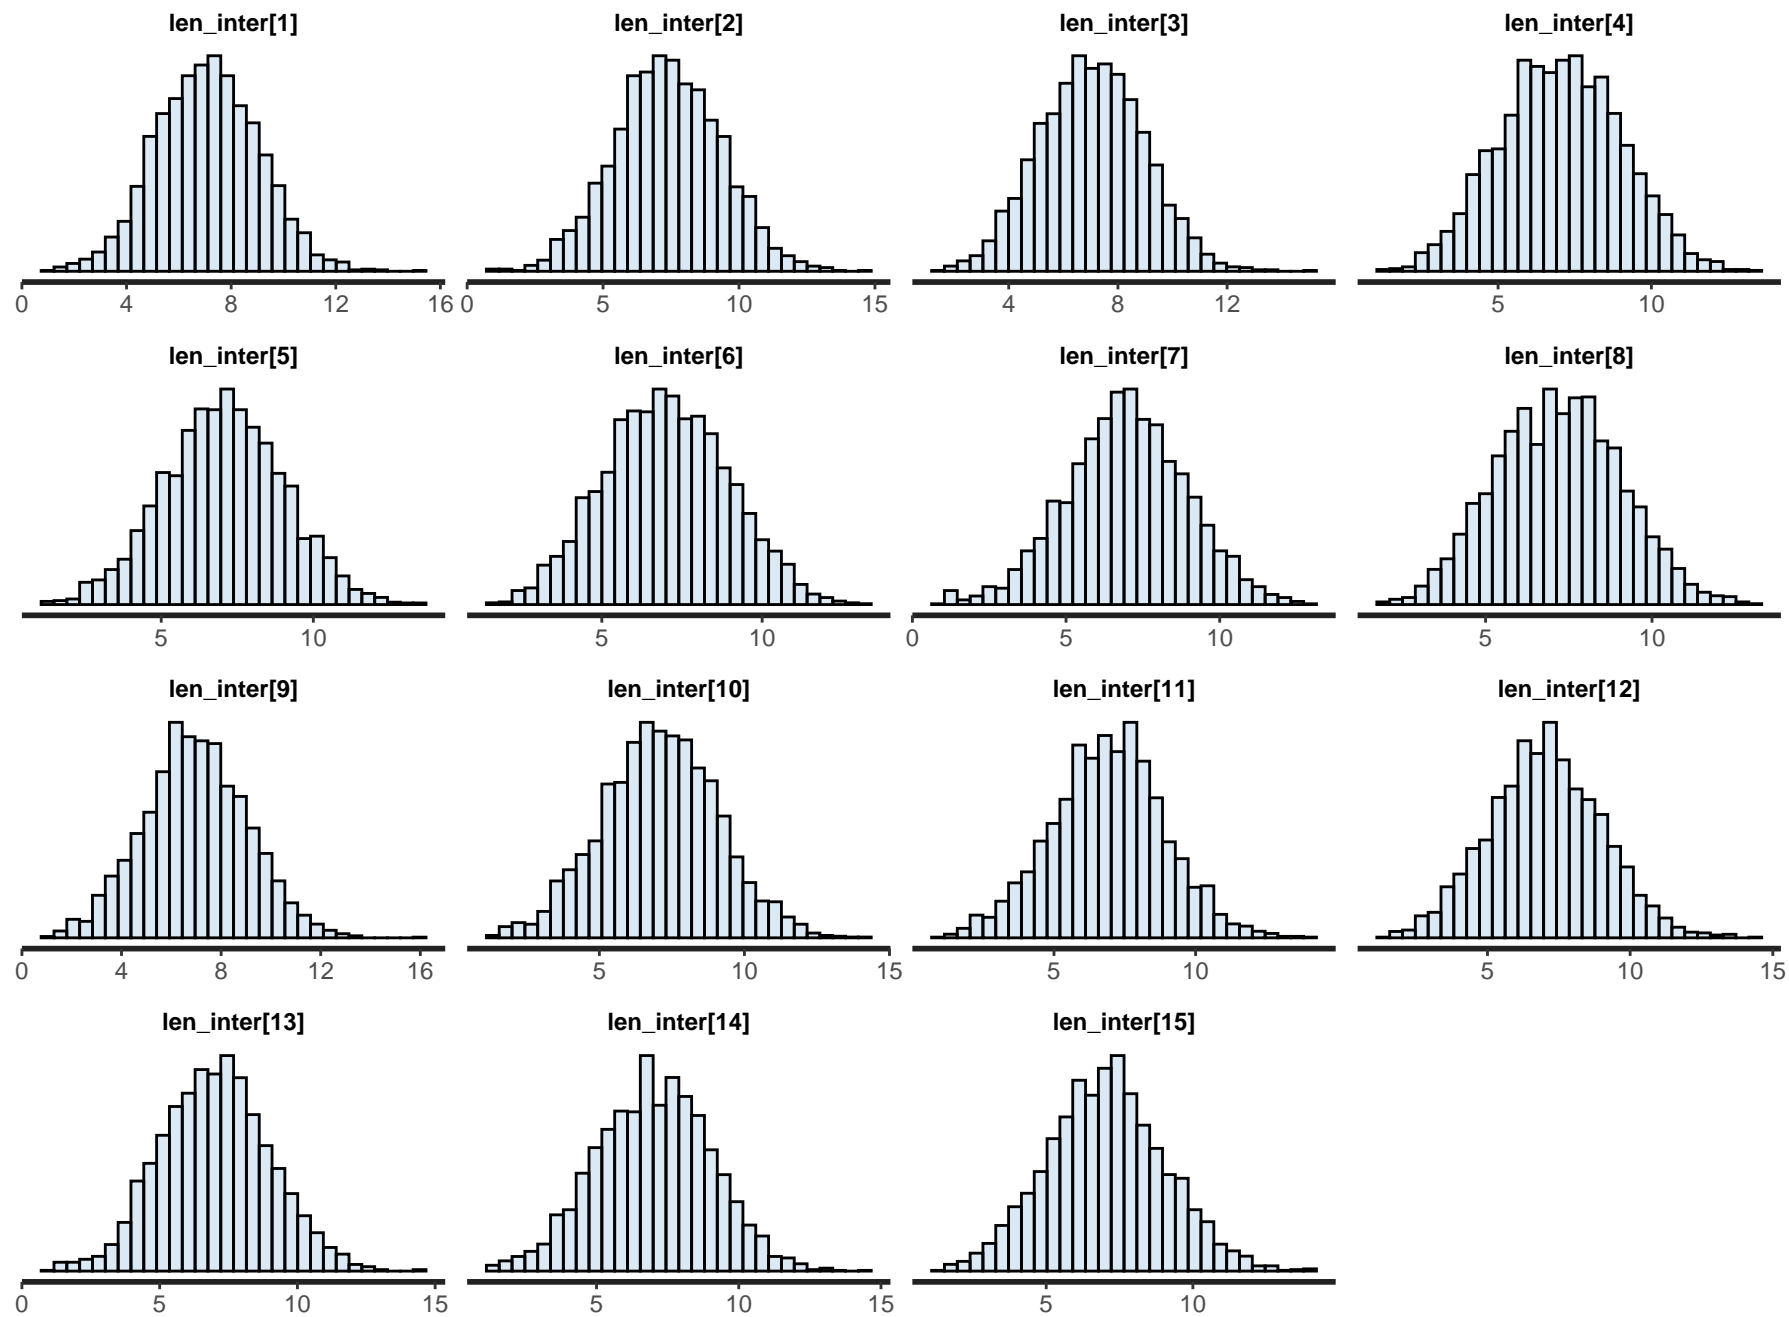 len_inter[1] len_inter[2] len_inter[3] len_inter[4]
0 4 8 12 16 0 5 10 15 4 8 12 5 10
len_inter[5] len_inter[6] len_inter[7] len_inter[8]
5 10 5 10 0 5 10 5 10
len_inter[9] len_inter[10] len_inter[11] len_inter[12]
0 4 8 12 16 5 10 15 5 10 5 10 15
len_inter[13] len_inter[14] len_inter[15]
0 5 10 15 5 10 15 5 10